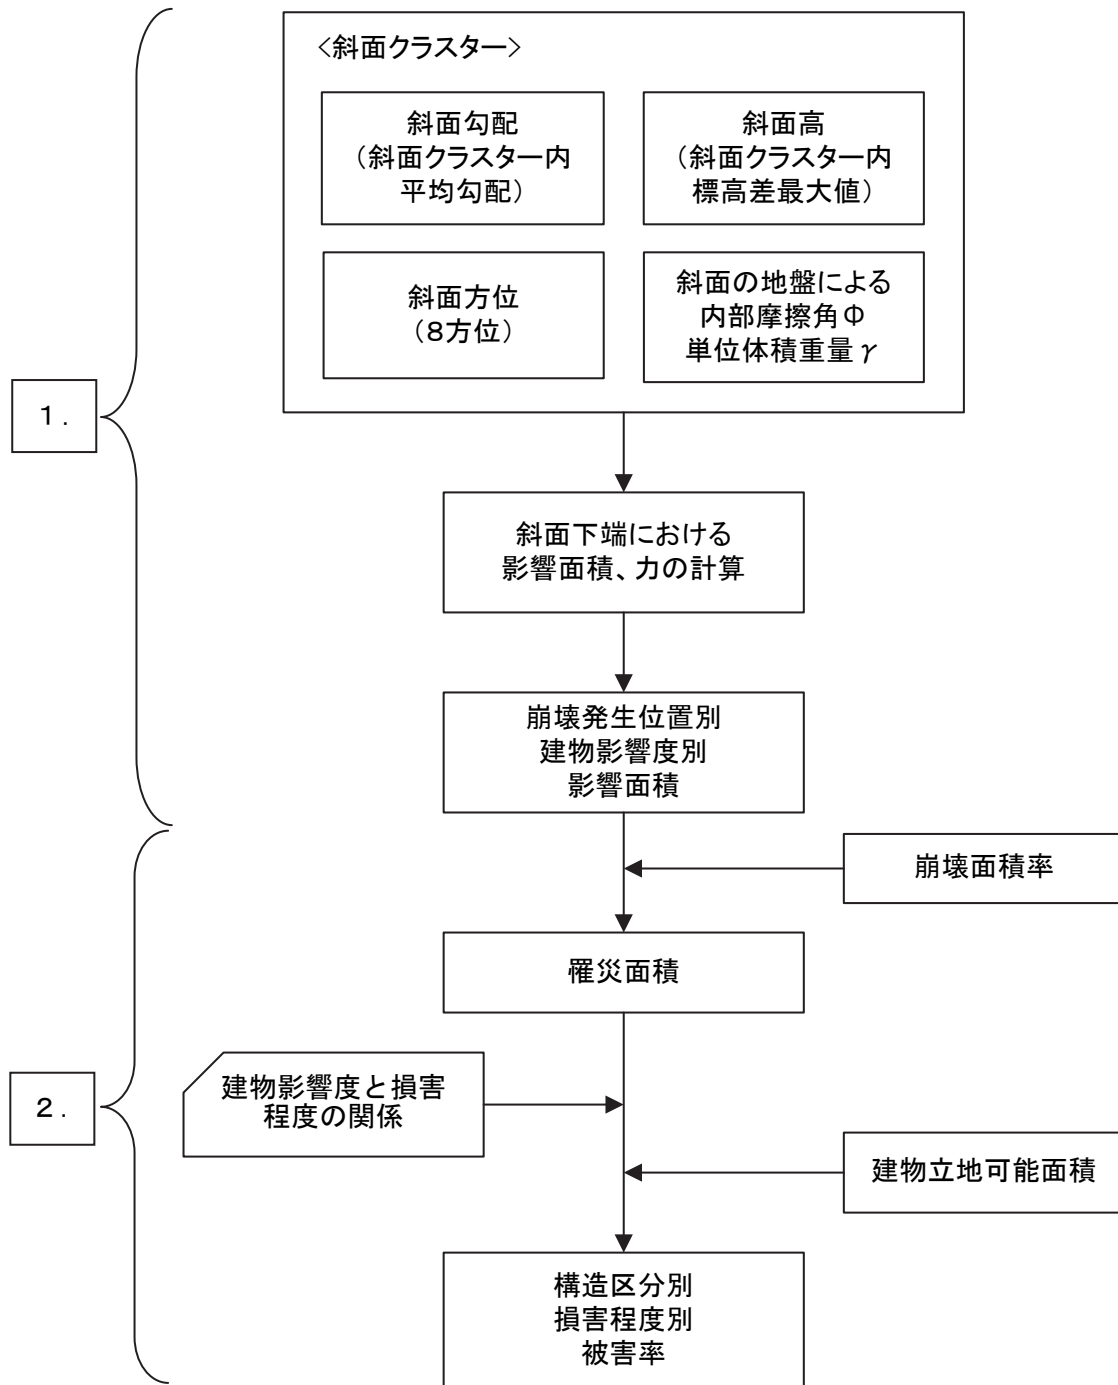 <斜面クラスター>
斜面勾配
(斜面クラスター内
平均勾配)
斜面高
(斜面クラスター内
標高差最大値)
斜面方位
(8方位)
斜面の地盤による
内部摩擦角Φ
単位体積重量γ
1.
斜面下端における
影響面積、力の計算
崩壊発生位置別
建物影響度別
影響面積
崩壊面積率
罹災面積
建物影響度と損害
程度の関係
2.
建物立地可能面積
構造区分別
損害程度別
被害率